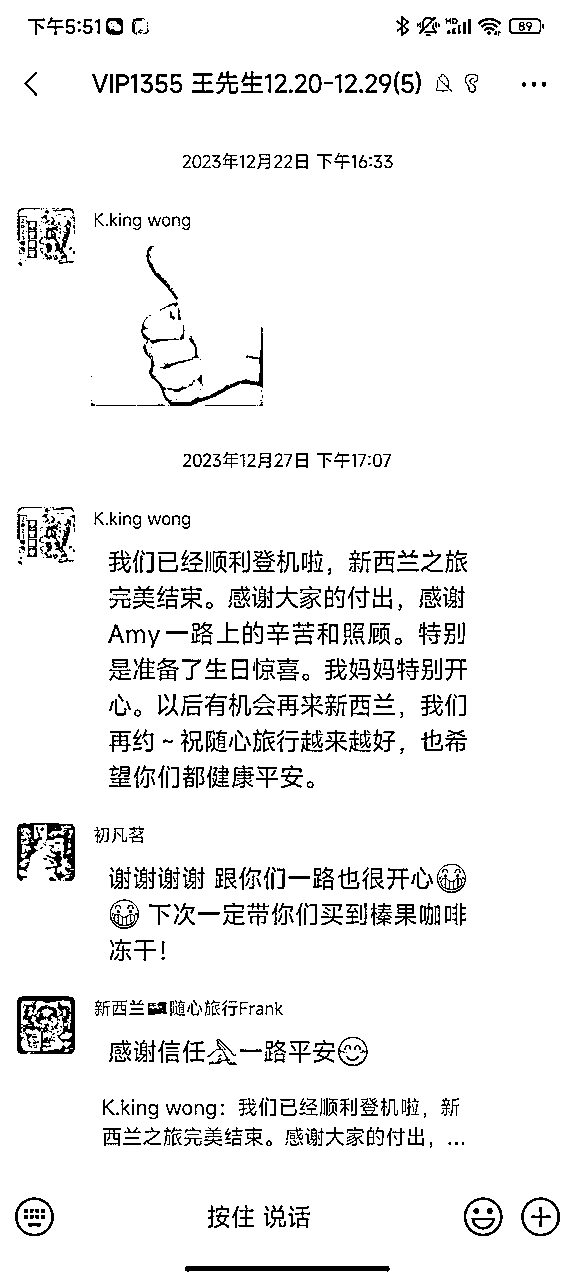 下午5:51
HD
89
VIP1355 王先生12.20-12.29(5)
2023年12月22日 下午16:33
K.king wong
2023年12月27日 下午17:07
K.king wong
我们已经顺利登机啦，新西兰之旅
完美结束。感谢大家的付出，感谢
Amy一路上的辛苦和照顾。特别
是准备了生日惊喜。我妈妈特别开
心。以后有机会再来新西兰，我们
再约～祝随心旅行越来越好，也希
望你们都健康平安。
初凡茗
谢谢谢谢 跟你们一路也很开心😁
😁 下次一定带你们买到榛果咖啡
冻干！
新西兰🇳🇿随心旅行Frank
感谢信任🙏一路平安😊
K.king wong：我们已经顺利登机啦，新
西兰之旅完美结束。感谢大家的付出，...
按住 说话